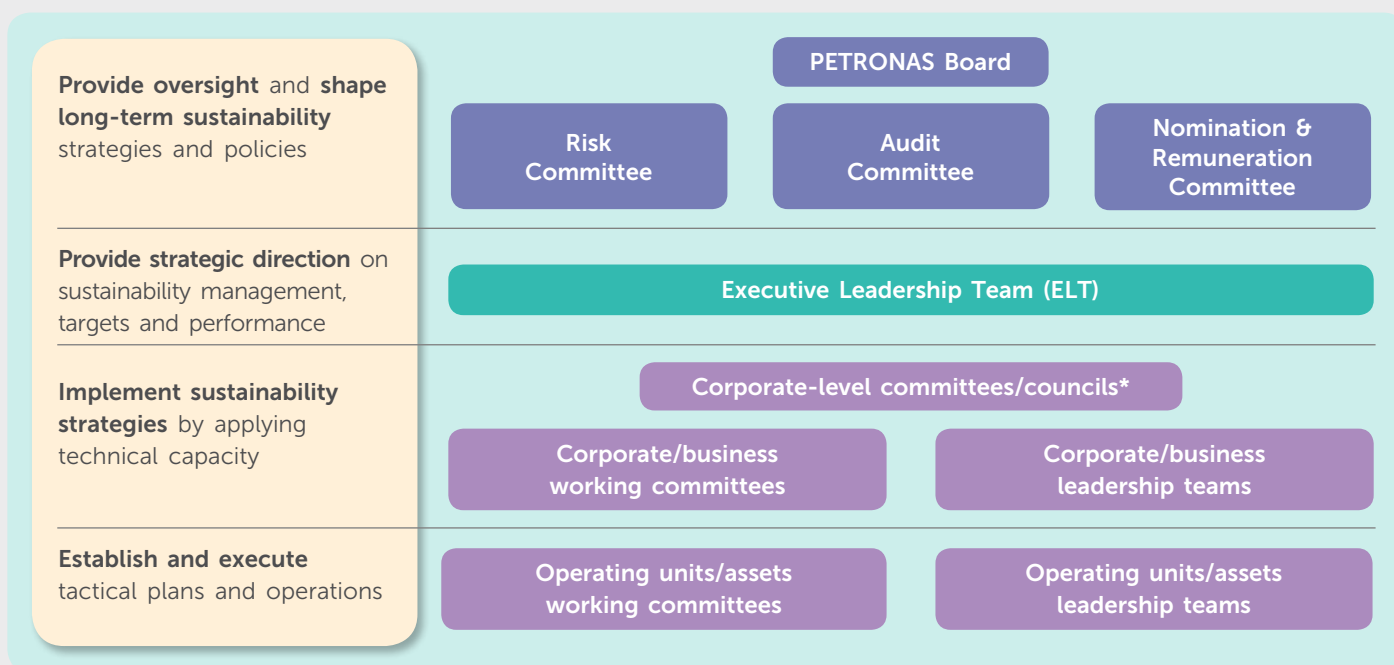 Provide oversight and shape
long-term sustainability
strategies and policies
PETRONAS Board
Risk
Committee
Audit
Committee
Nomination &
Remuneration
Committee
Provide strategic direction on
sustainability management,
targets and performance
Executive Leadership Team (ELT)
Implement sustainability
strategies by applying
technical capacity
Corporate-level committees/councils*
Corporate/business
working committees
Corporate/business
leadership teams
Establish and execute
tactical plans and operations
Operating units/assets
working committees
Operating units/assets
leadership teams